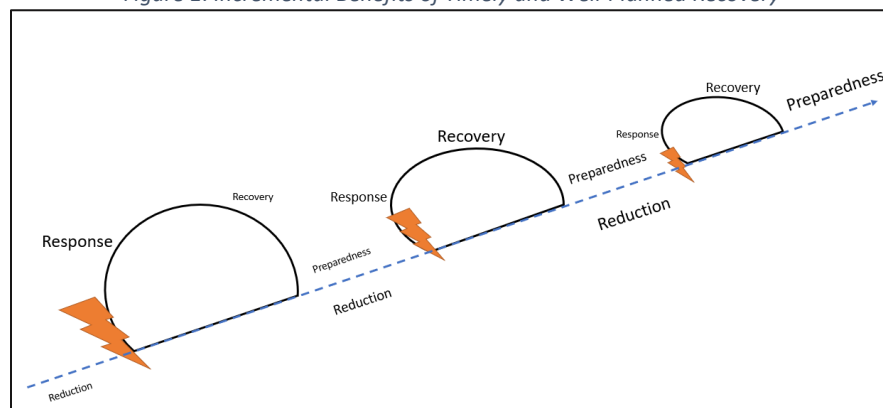 Figure 1: Incremental Benefits of Timely and Well-Planned Recovery
Response
Recovery
Reduction
Preparedness
Reduction
Response
Recovery
Preparedness
Reduction
Response
Recovery
Preparedness